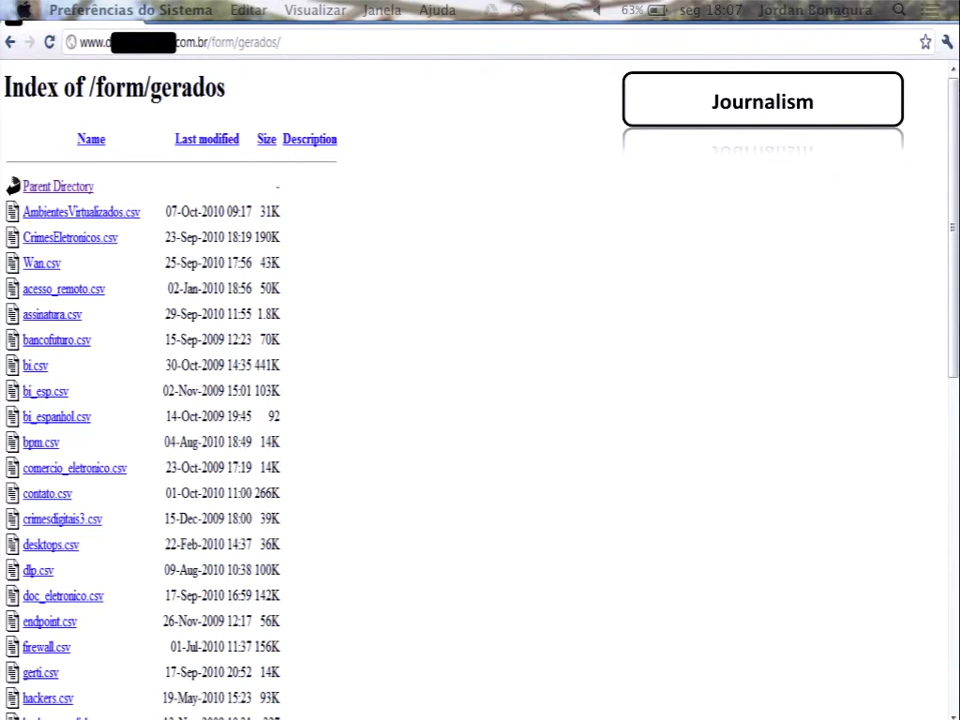 Preferências do Sistema Editar Visualizar Janela Ajuda 63% seg 18:07 Jordan Bonagura
www.c com.br/form/gerados/
Index of /form/gerados
Journalism
Name Last modified Size Description
Parent Directory -
AmbientesVirtualizados.csv 07-Oct-2010 09:17 31K
CrimesEletronicos.csv 23-Sep-2010 18:19 190K
Wan.csv 25-Sep-2010 17:56 43K
acesso_remoto.csv 02-Jan-2010 18:56 50K
assinatura.csv 29-Sep-2010 11:55 1.8K
bancofuturo.csv 15-Sep-2009 12:23 70K
bi.csv 30-Oct-2009 14:35 441K
bi_esp.csv 02-Nov-2009 15:01 103K
bi_espanhol.csv 14-Oct-2009 19:45 92
bpm.csv 04-Aug-2010 18:49 14K
comercio_eletronico.csv 23-Oct-2009 17:19 14K
contato.csv 01-Oct-2010 11:00 266K
crimesdigitais3.csv 15-Dec-2009 18:00 39K
desktops.csv 22-Feb-2010 14:37 36K
dlp.csv 09-Aug-2010 10:38 100K
doc_eletronico.csv 17-Sep-2010 16:59 142K
endpoint.csv 26-Nov-2009 12:17 56K
firewall.csv 01-Jul-2010 11:37 156K
gerti.csv 17-Sep-2010 20:52 14K
hackers.csv 19-May-2010 15:23 93K